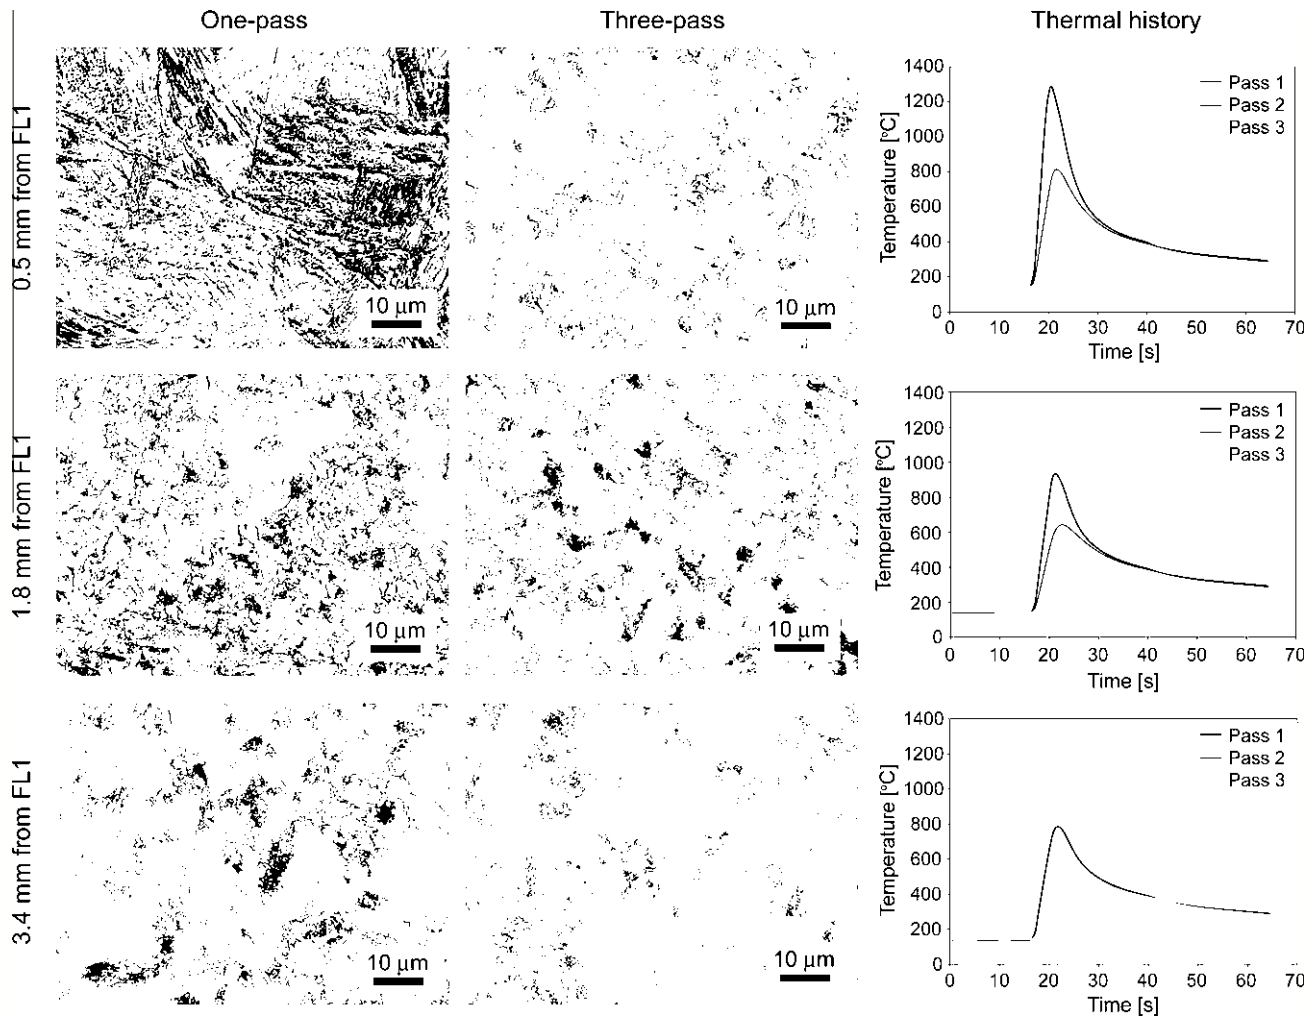 One-pass Three-pass Thermal history
0.5 mm from FL1
10 μm
10 μm
1400
1200
1000
800
600
400
200
0
Temperature [°C]
Pass 1
Pass 2
Pass 3
0 10 20 30 40 50 60 70
Time [s]
1.8 mm from FL1
10 μm
10 μm
1400
1200
1000
800
600
400
200
0
Temperature [°C]
Pass 1
Pass 2
Pass 3
0 10 20 30 40 50 60 70
Time [s]
3.4 mm from FL1
10 μm
10 μm
1400
1200
1000
800
600
400
200
0
Temperature [°C]
Pass 1
Pass 2
Pass 3
0 10 20 30 40 50 60 70
Time [s]